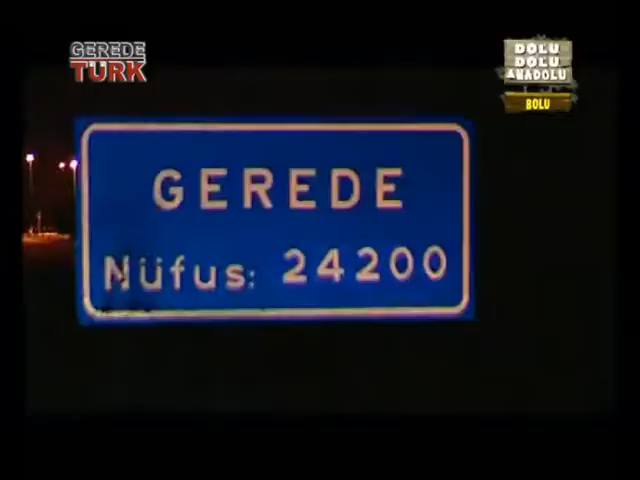 GEREDE
TÜRK
DOLU
DOLU
ANADOLU
BOLU
GEREDE
Nüfus: 24200